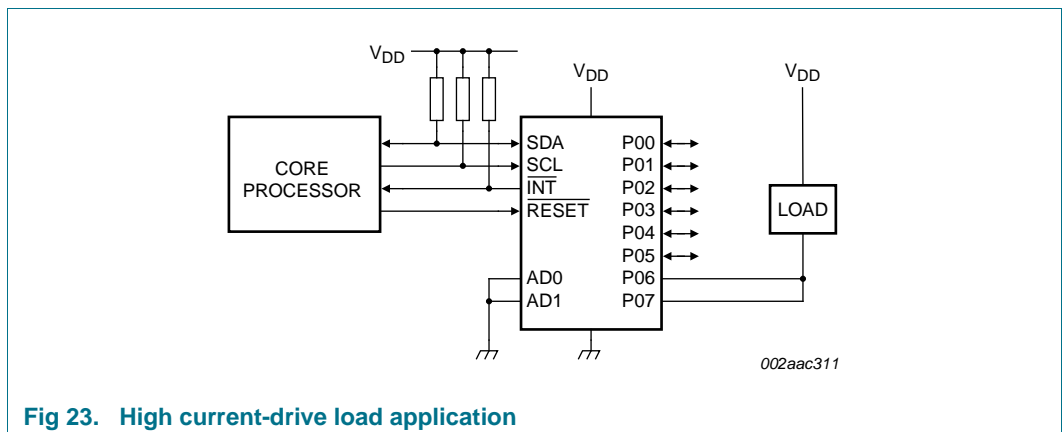 VDD
VDD
VDD
CORE
PROCESSOR
SDA
SCL
INT
RESET
AD0
AD1
P00
P01
P02
P03
P04
P05
P06
P07
LOAD
002aac311
Fig 23. High current-drive load application